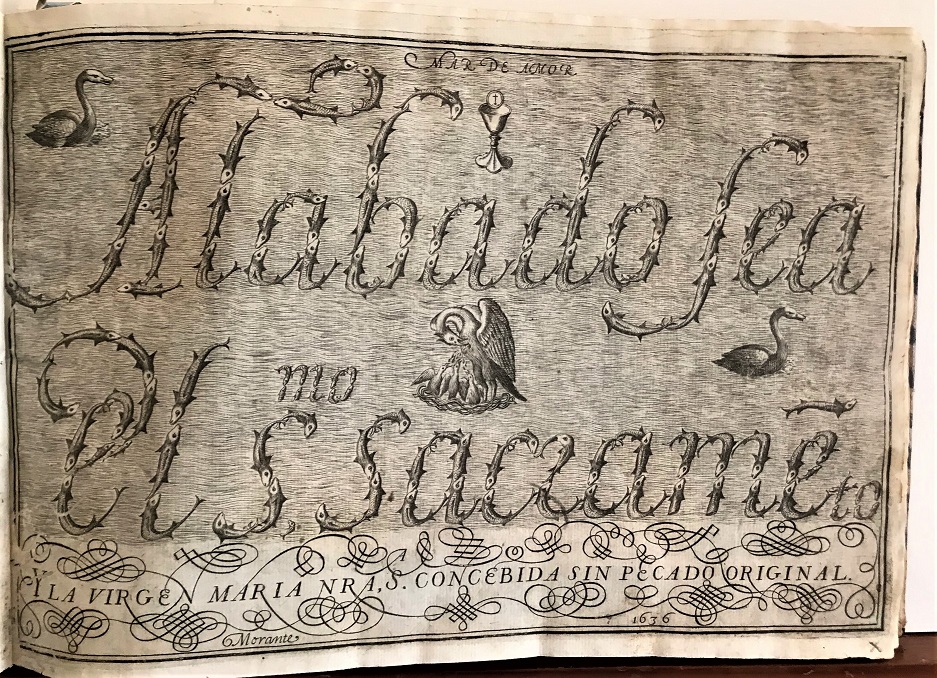 MAR DE AMOR
Alabado sea
el S.mo sacramēto
Y LA VIRGEN MARIA NRA, S.A CONCEBIDA SIN PECADO ORIGINAL.
Morante
1636